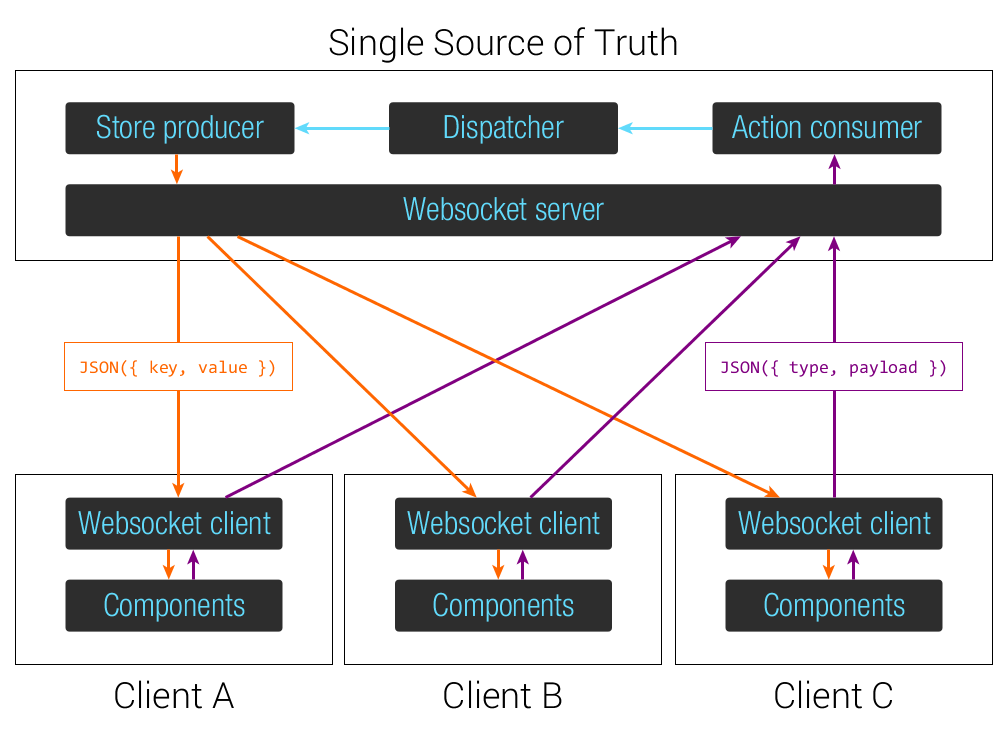 Single Source of Truth
Store producer
Dispatcher
Action consumer
Websocket server
JSON({ key, value })
JSON({ type, payload })
Websocket client
Websocket client
Websocket client
Components
Components
Components
Client A
Client B
Client C